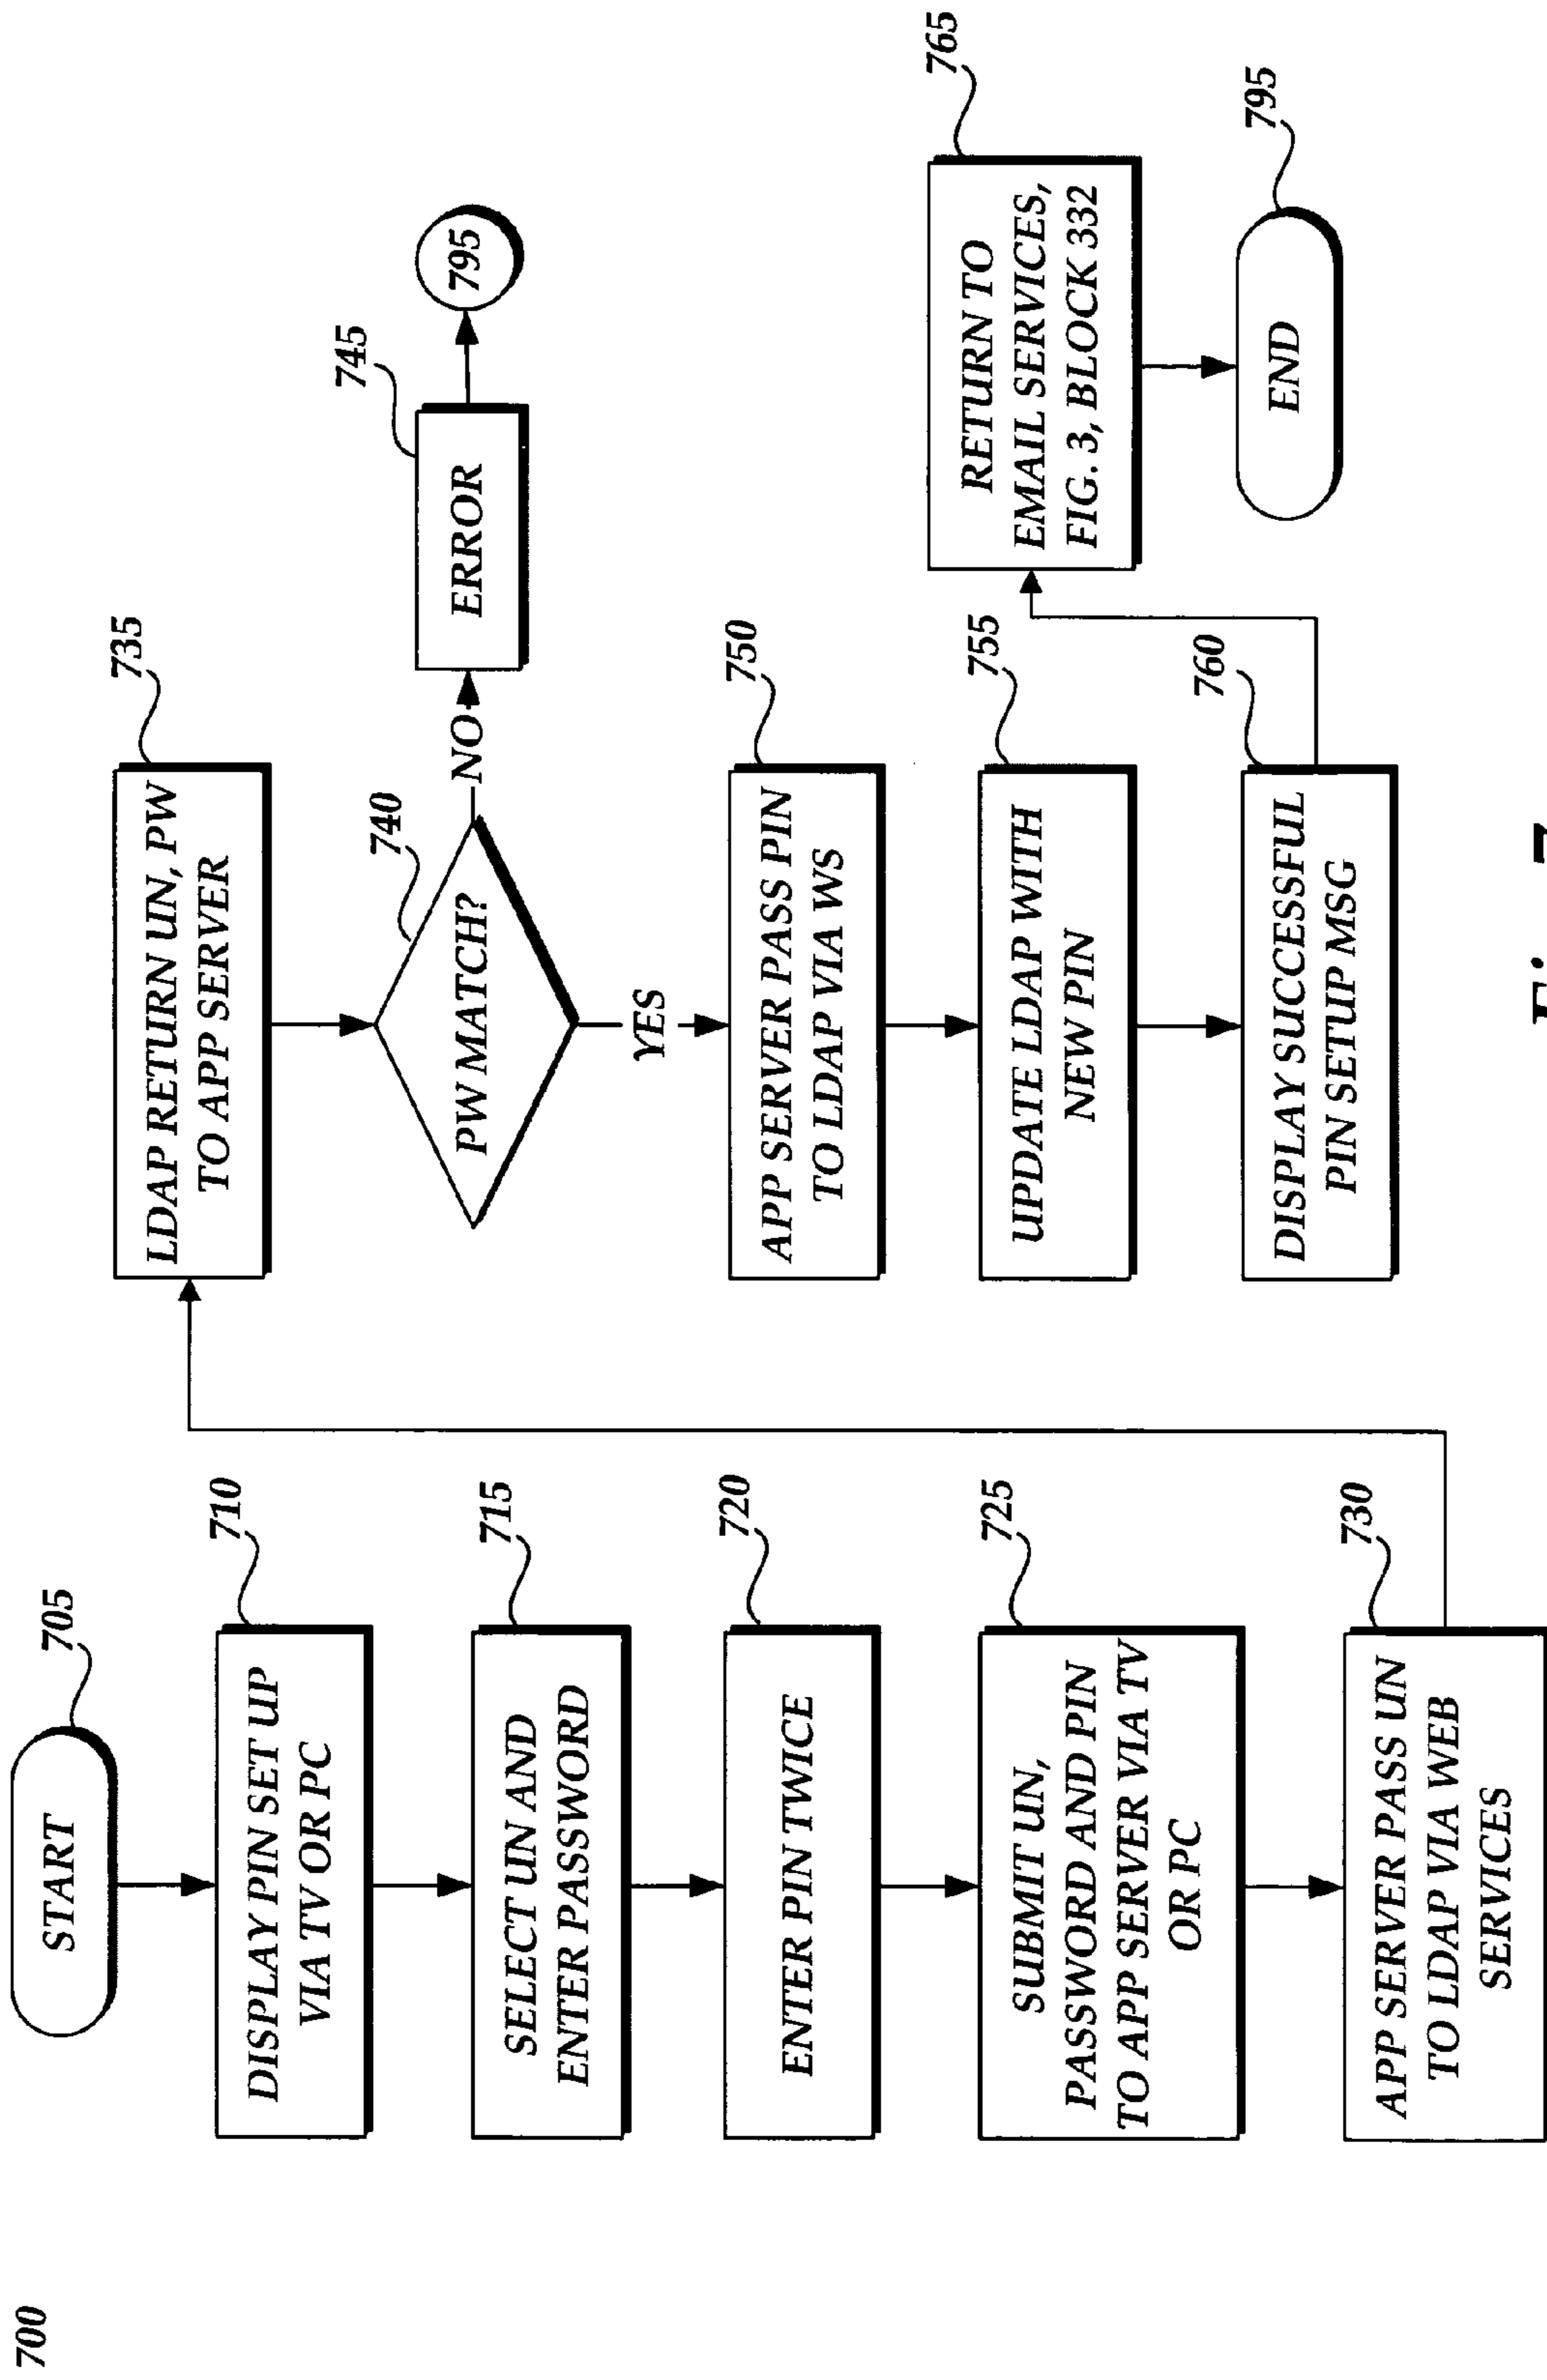 700
START
705
DISPLAY PIN SET UP
VIA TV OR PC
710
SELECT UN AND
ENTER PASSWORD
715
ENTER PIN TWICE
720
SUBMIT UN,
PASSWORD AND PIN
TO APP SERVER VIA TV
OR PC
725
APP SERVER PASS UN
TO LDAP VIA WEB
SERVICES
730
LDAP RETURN UN, PW
TO APP SERVER
735
PW MATCH?
740
NO
ERROR
745
795
YES
APP SERVER PASS PIN
TO LDAP VIA WS
750
UPDATE LDAP WITH
NEW PIN
755
DISPLAY SUCCESSFUL
PIN SETUP MSG
760
RETURN TO
EMAIL SERVICES,
FIG. 3, BLOCK 332
765
END
795